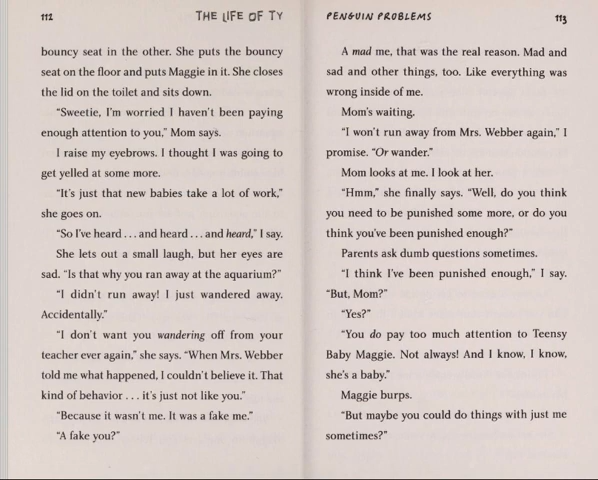 112
THE LIFE OF TY
bouncy seat in the other. She puts the bouncy
seat on the floor and puts Maggie in it. She closes
the lid on the toilet and sits down.
“Sweetie, I’m worried I haven’t been paying
enough attention to you,” Mom says.
I raise my eyebrows. I thought I was going to
get yelled at some more.
“It’s just that new babies take a lot of work,”
she goes on.
“So I’ve heard . . . and heard . . . and heard,” I say.
She lets out a small laugh, but her eyes are
sad. “Is that why you ran away at the aquarium?”
“I didn’t run away! I just wandered away.
Accidentally.”
“I don’t want you wandering off from your
teacher ever again,” she says. “When Mrs. Webber
told me what happened, I couldn’t believe it. That
kind of behavior . . . it’s just not like you.”
“Because it wasn’t me. It was a fake me.”
“A fake you?”
PENGUIN PROBLEMS
113
A mad me, that was the real reason. Mad and
sad and other things, too. Like everything was
wrong inside of me.
Mom’s waiting.
“I won’t run away from Mrs. Webber again,” I
promise. “Or wander.”
Mom looks at me. I look at her.
“Hmm,” she finally says. “Well, do you think
you need to be punished some more, or do you
think you’ve been punished enough?”
Parents ask dumb questions sometimes.
“I think I’ve been punished enough,” I say.
“But, Mom?”
“Yes?”
“You do pay too much attention to Teensy
Baby Maggie. Not always! And I know, I know,
she’s a baby.”
Maggie burps.
“But maybe you could do things with just me
sometimes?”